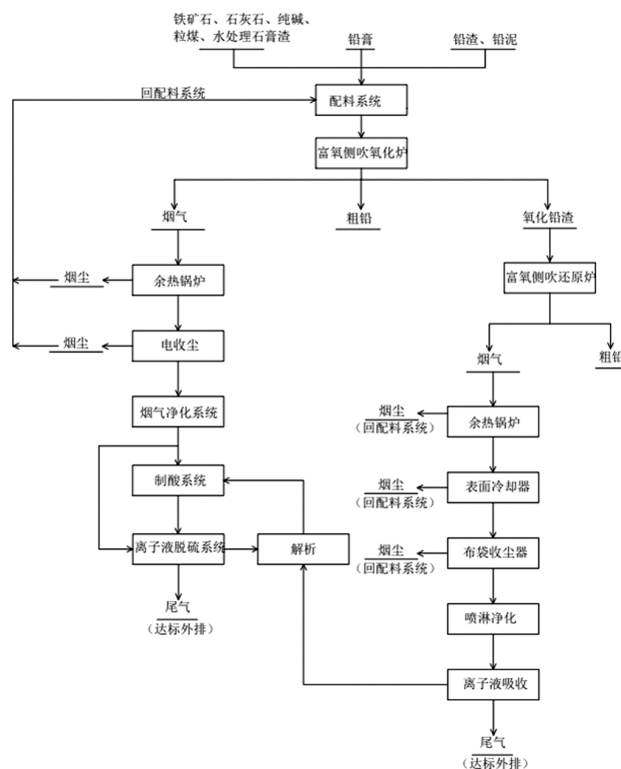 铁矿石、石灰石、纯碱、
粒煤、水处理石膏渣
铅膏
铅渣、铅泥
回配料系统
配料系统
富氧侧吹氧化炉
烟气
粗铅
氧化铅渣
烟尘
余热锅炉
富氧侧吹还原炉
烟尘
电收尘
烟气
粗铅
烟气净化系统
烟尘
(回配料系统)
余热锅炉
制酸系统
烟尘
(回配料系统)
表面冷却器
离子液脱硫系统
解析
烟尘
(回配料系统)
布袋收尘器
尾气
(达标外排)
喷淋净化
离子液吸收
尾气
(达标外排)